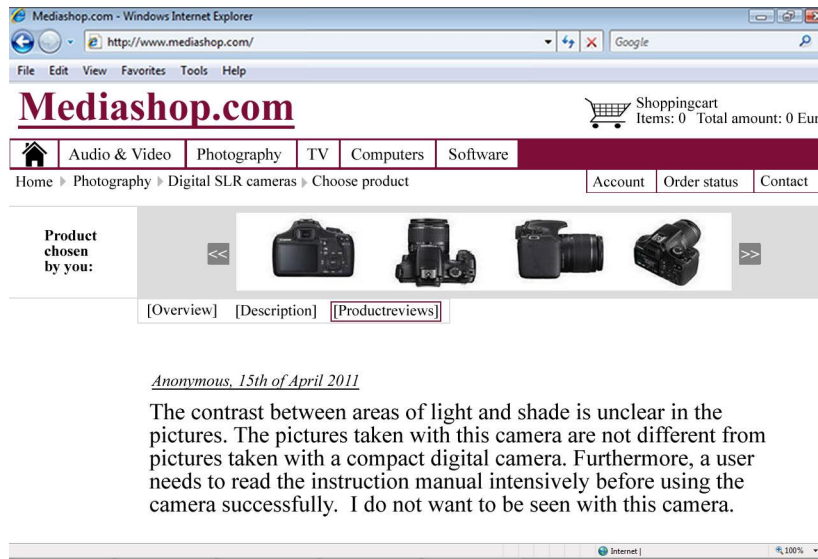 Mediashop.com - Windows Internet Explorer
http://www.mediashop.com/
Google
File Edit View Favorites Tools Help
Mediashop.com
Shoppingcart
Items: 0 Total amount: 0 Eur
Audio & Video Photography TV Computers Software
Home Photography Digital SLR cameras Choose product
Account Order status Contact
Product
chosen
by you:
<< >>
[Overview] [Description] [Productreviews]
Anonymous, 15th of April 2011
The contrast between areas of light and shade is unclear in the
pictures. The pictures taken with this camera are not different from
pictures taken with a compact digital camera. Furthermore, a user
needs to read the instruction manual intensively before using the
camera successfully. I do not want to be seen with this camera.
Internet | 100%